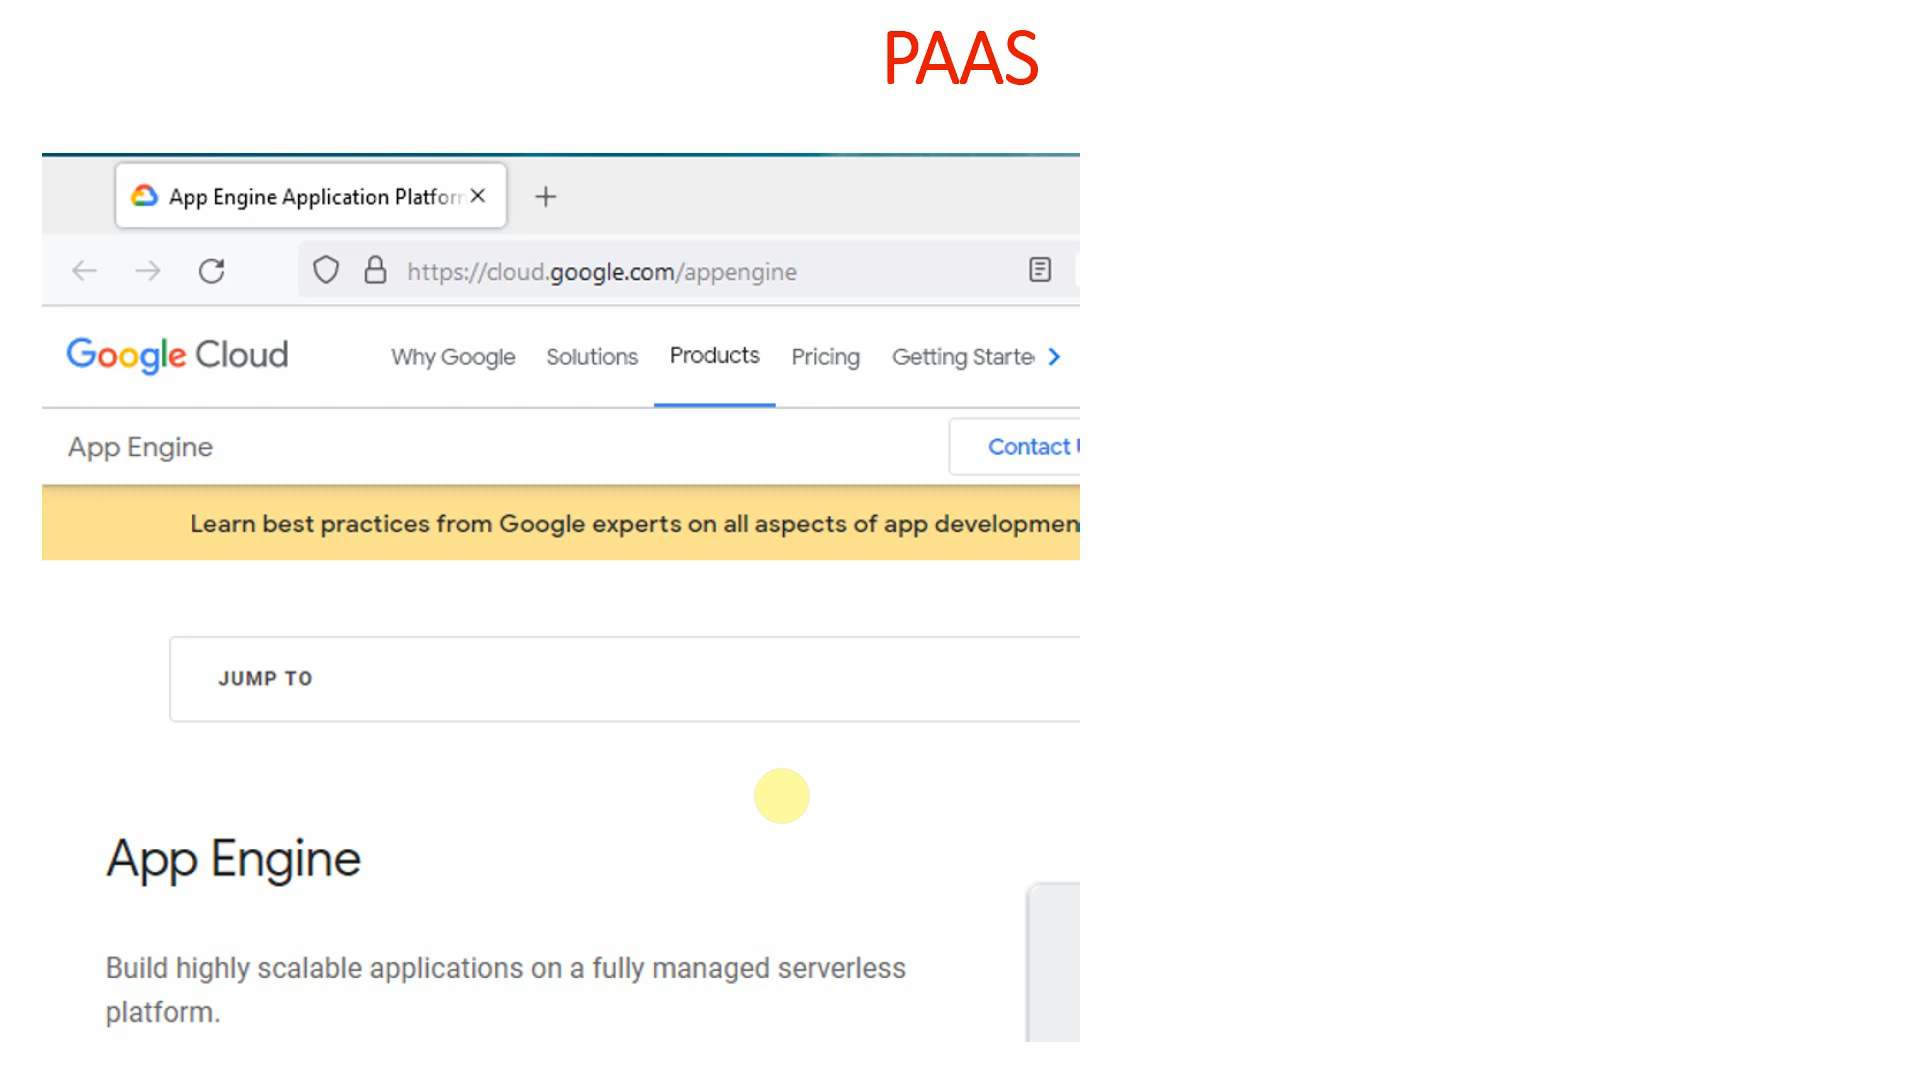 PAAS
App Engine Application Platfor
https://cloud.google.com/appengine
Google Cloud Why Google Solutions Products Pricing Getting Starte
App Engine Contact
Learn best practices from Google experts on all aspects of app developmen
JUMP TO
App Engine
Build highly scalable applications on a fully managed serverless
platform.